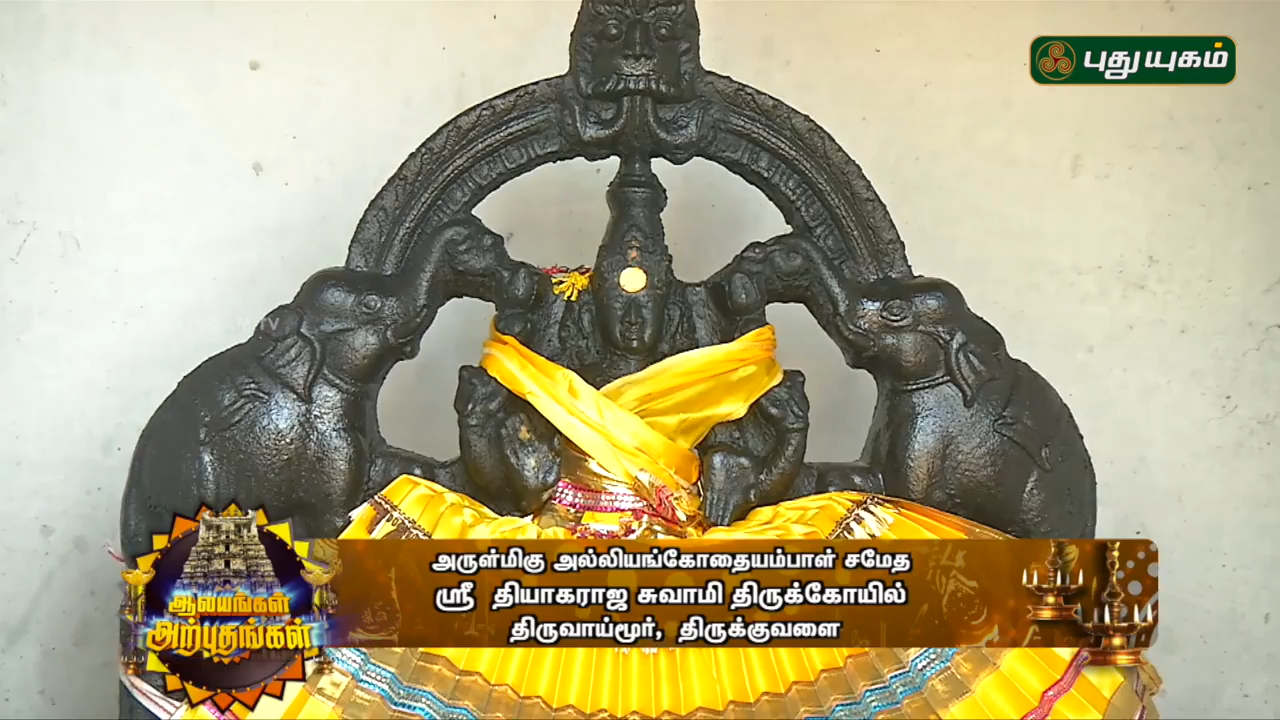 புதுயுகம்
அருள்மிகு அல்லியங்கோதையம்பாள் சமேத
ஸ்ரீ தியாகராஜ சுவாமி திருக்கோயில்
திருவாய்மூர், திருக்குவளை
ஆலயங்கள்
அற்புதங்கள்